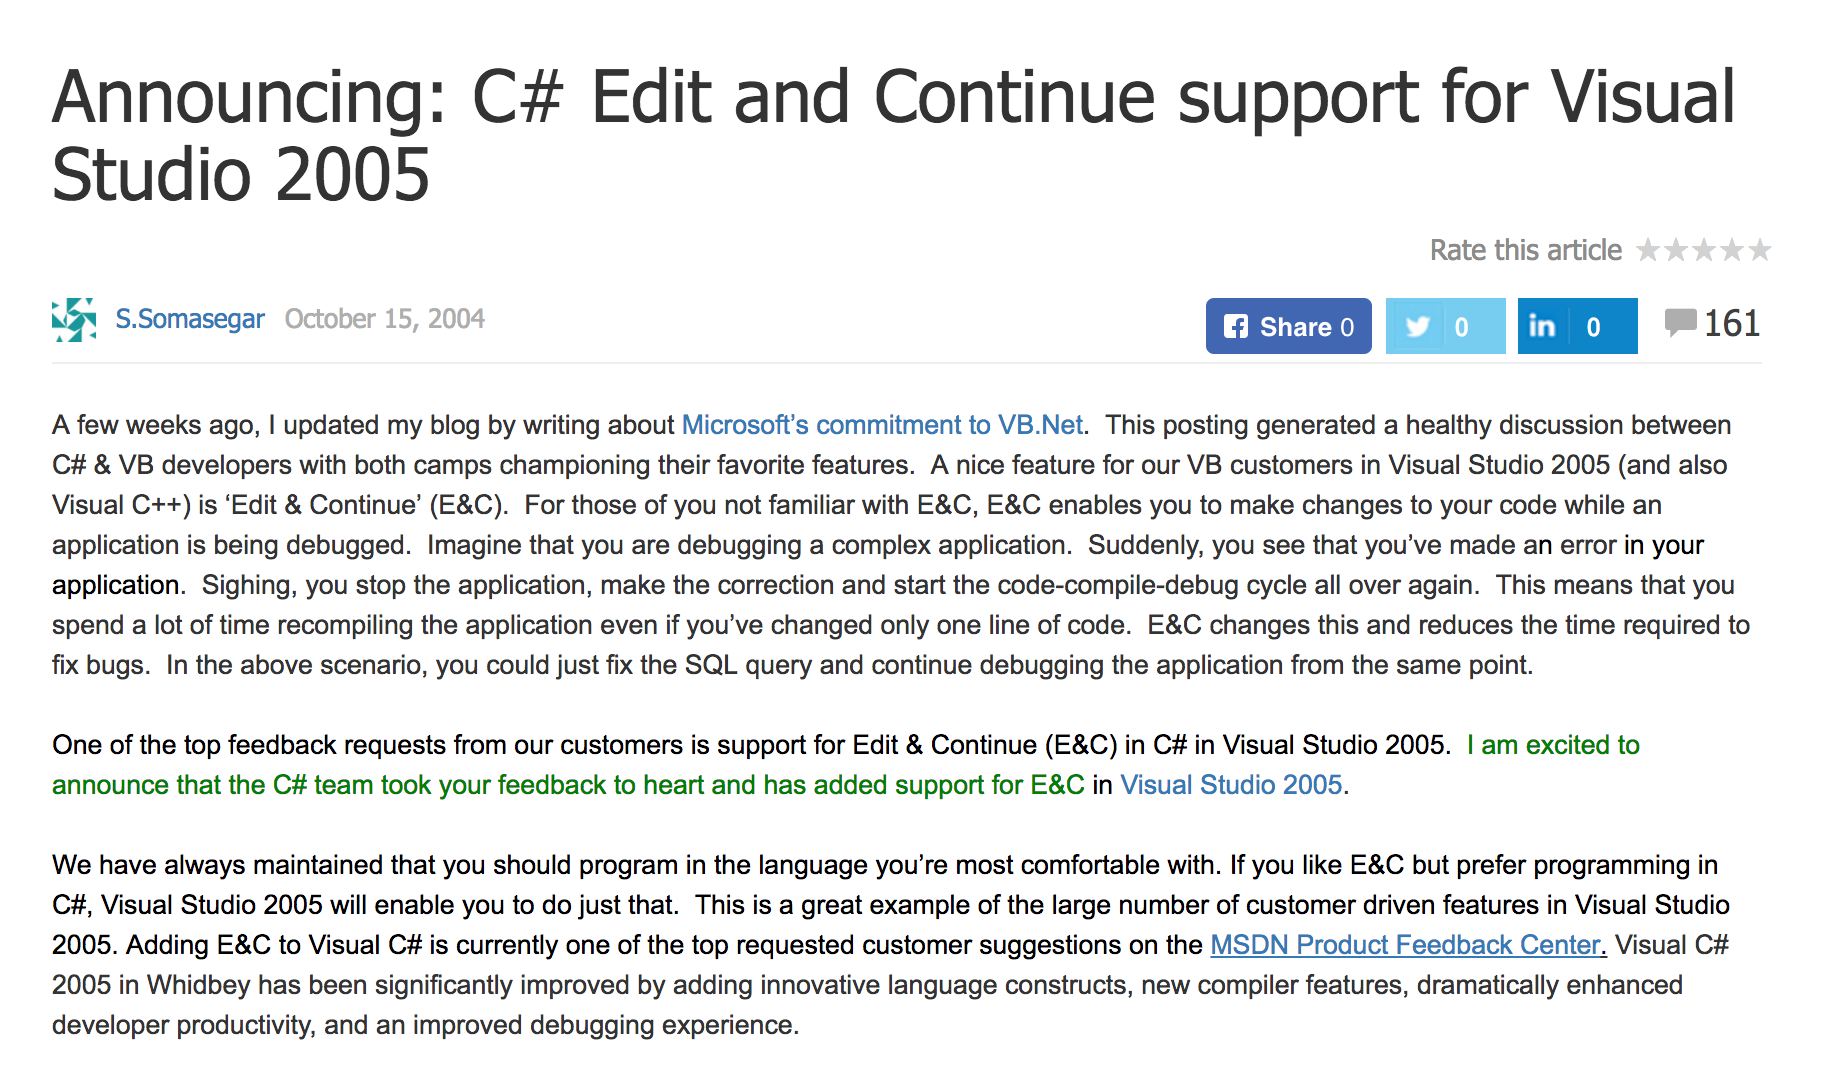 Announcing: C# Edit and Continue support for Visual
Studio 2005
Rate this article
S.Somasegar October 15, 2004
Share 0
0
in 0
161
A few weeks ago, I updated my blog by writing about Microsoft’s commitment to VB.Net.  This posting generated a healthy discussion between
C# & VB developers with both camps championing their favorite features.  A nice feature for our VB customers in Visual Studio 2005 (and also
Visual C++) is ‘Edit & Continue’ (E&C).  For those of you not familiar with E&C, E&C enables you to make changes to your code while an
application is being debugged.  Imagine that you are debugging a complex application.  Suddenly, you see that you’ve made an error in your
application.  Sighing, you stop the application, make the correction and start the code-compile-debug cycle all over again.  This means that you
spend a lot of time recompiling the application even if you’ve changed only one line of code.  E&C changes this and reduces the time required to
fix bugs.  In the above scenario, you could just fix the SQL query and continue debugging the application from the same point.
One of the top feedback requests from our customers is support for Edit & Continue (E&C) in C# in Visual Studio 2005.  I am excited to
announce that the C# team took your feedback to heart and has added support for E&C in Visual Studio 2005.
We have always maintained that you should program in the language you’re most comfortable with. If you like E&C but prefer programming in
C#, Visual Studio 2005 will enable you to do just that.  This is a great example of the large number of customer driven features in Visual Studio
2005. Adding E&C to Visual C# is currently one of the top requested customer suggestions on the MSDN Product Feedback Center. Visual C#
2005 in Whidbey has been significantly improved by adding innovative language constructs, new compiler features, dramatically enhanced
developer productivity, and an improved debugging experience.